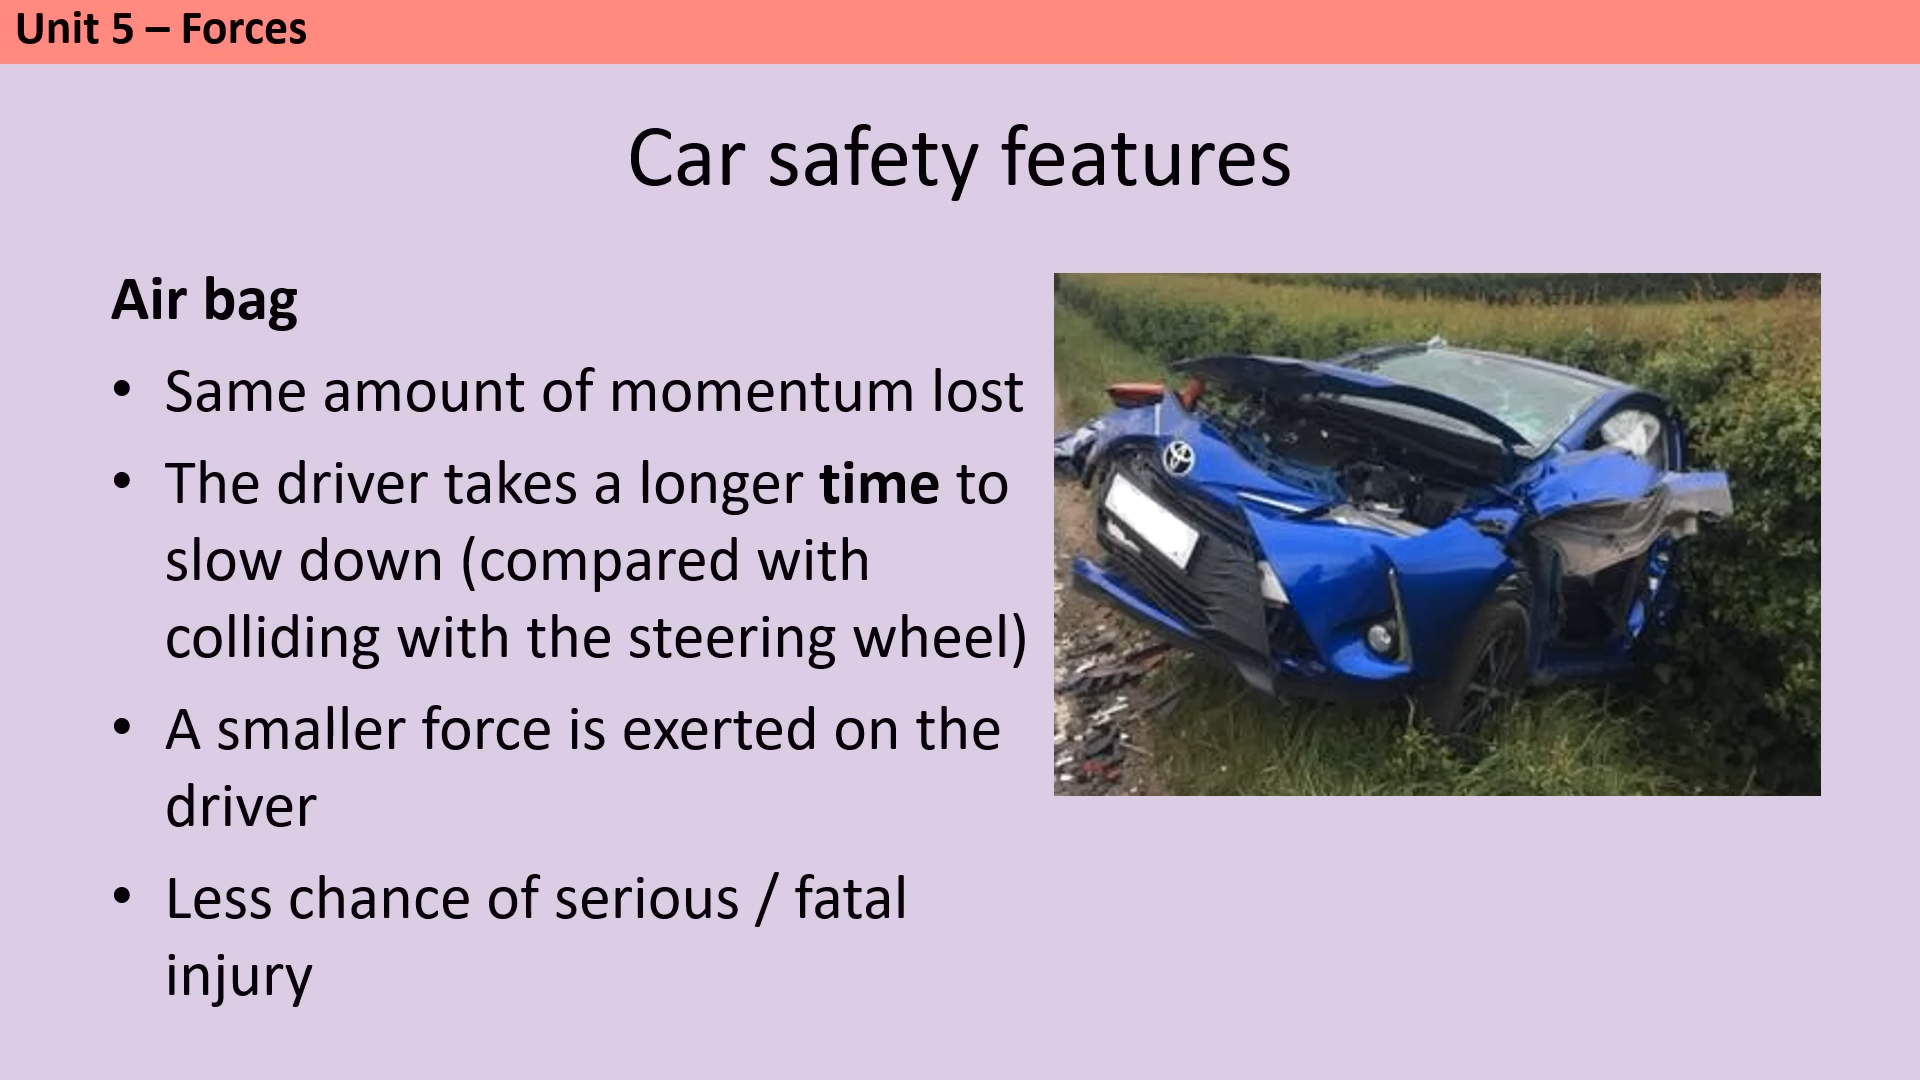 Unit 5 – Forces
Car safety features
Air bag
• Same amount of momentum lost
• The driver takes a longer time to
slow down (compared with
colliding with the steering wheel)
• A smaller force is exerted on the
driver
• Less chance of serious / fatal
injury